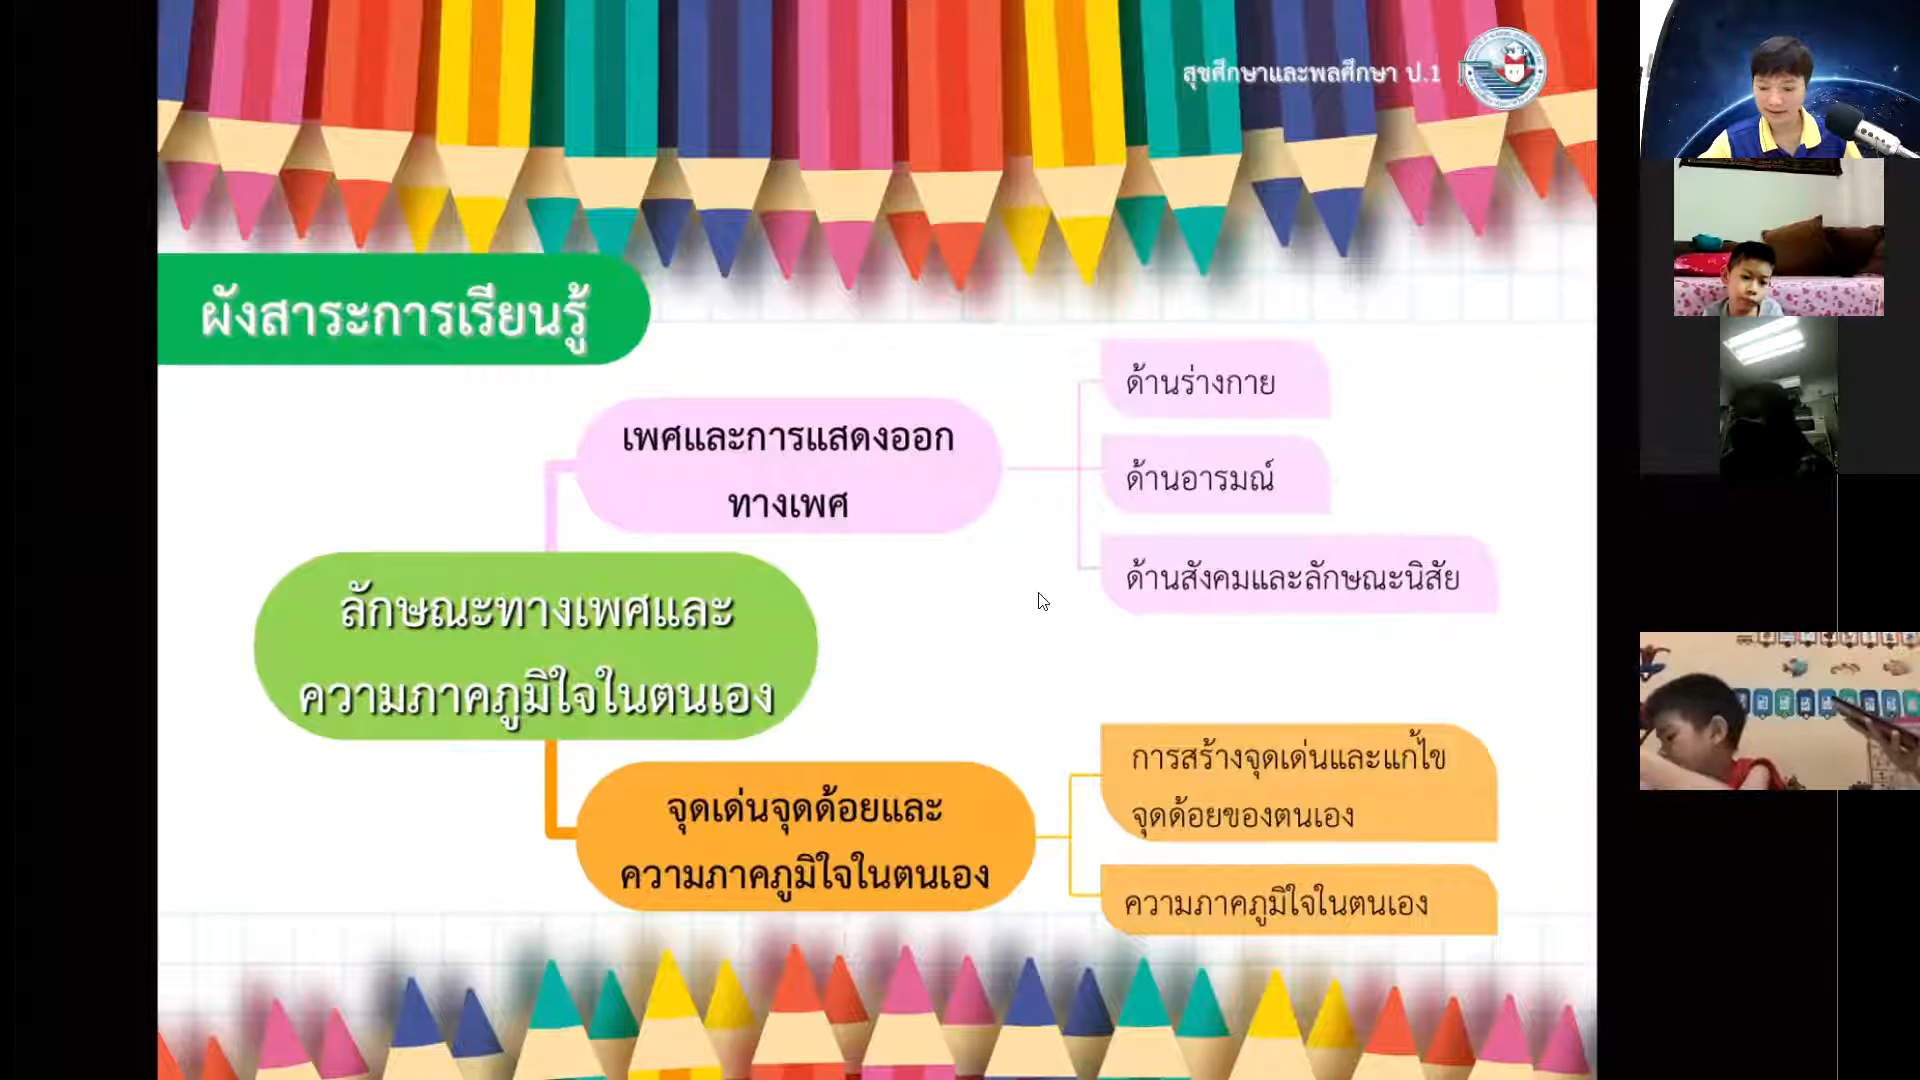 สุขศึกษาและพลศึกษา ป.1
ผังสาระการเรียนรู้
เพศและการแสดงออก
ทางเพศ
ด้านร่างกาย
ด้านอารมณ์
ด้านสังคมและลักษณะนิสัย
ลักษณะทางเพศและ
ความภาคภูมิใจในตนเอง
จุดเด่นจุดด้อยและ
ความภาคภูมิใจในตนเอง
การสร้างจุดเด่นและแก้ไข
จุดด้อยของตนเอง
ความภาคภูมิใจในตนเอง